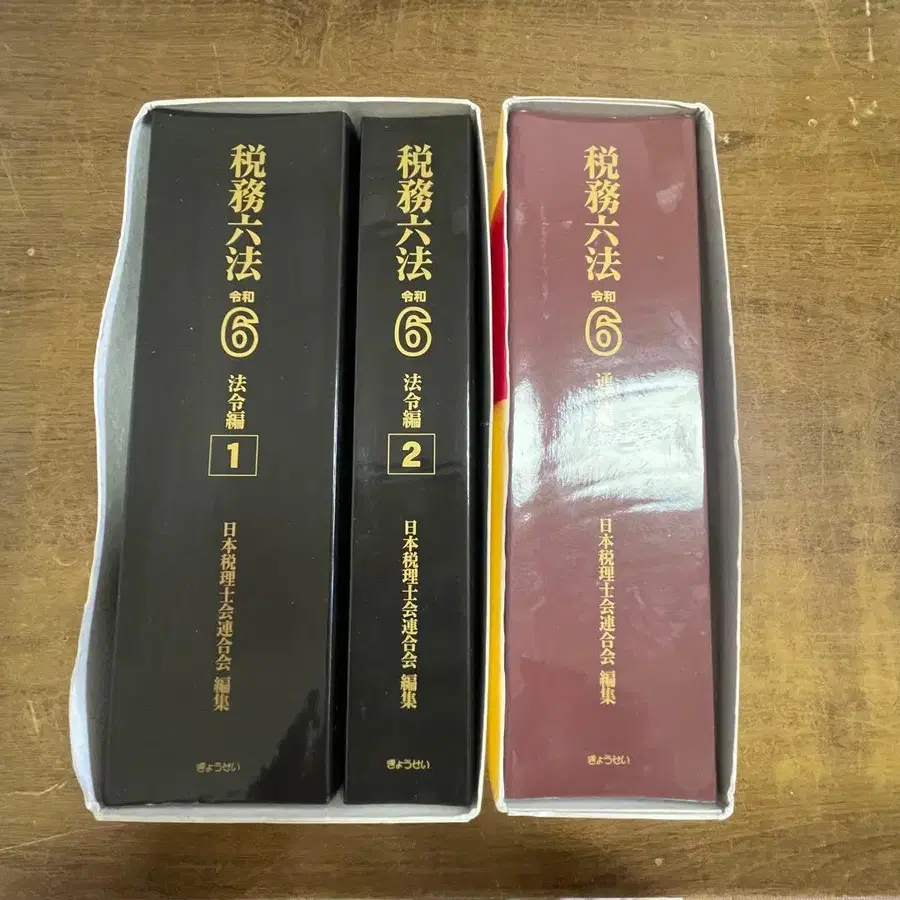 税務六法
令和
6
法令編
1
日本税理士会連合会 編集
ぎょうせい
税務六法
令和
6
法令編
2
日本税理士会連合会 編集
ぎょうせい
税務六法
令和
6
日本税理士会連合会 編集
ぎょうせい